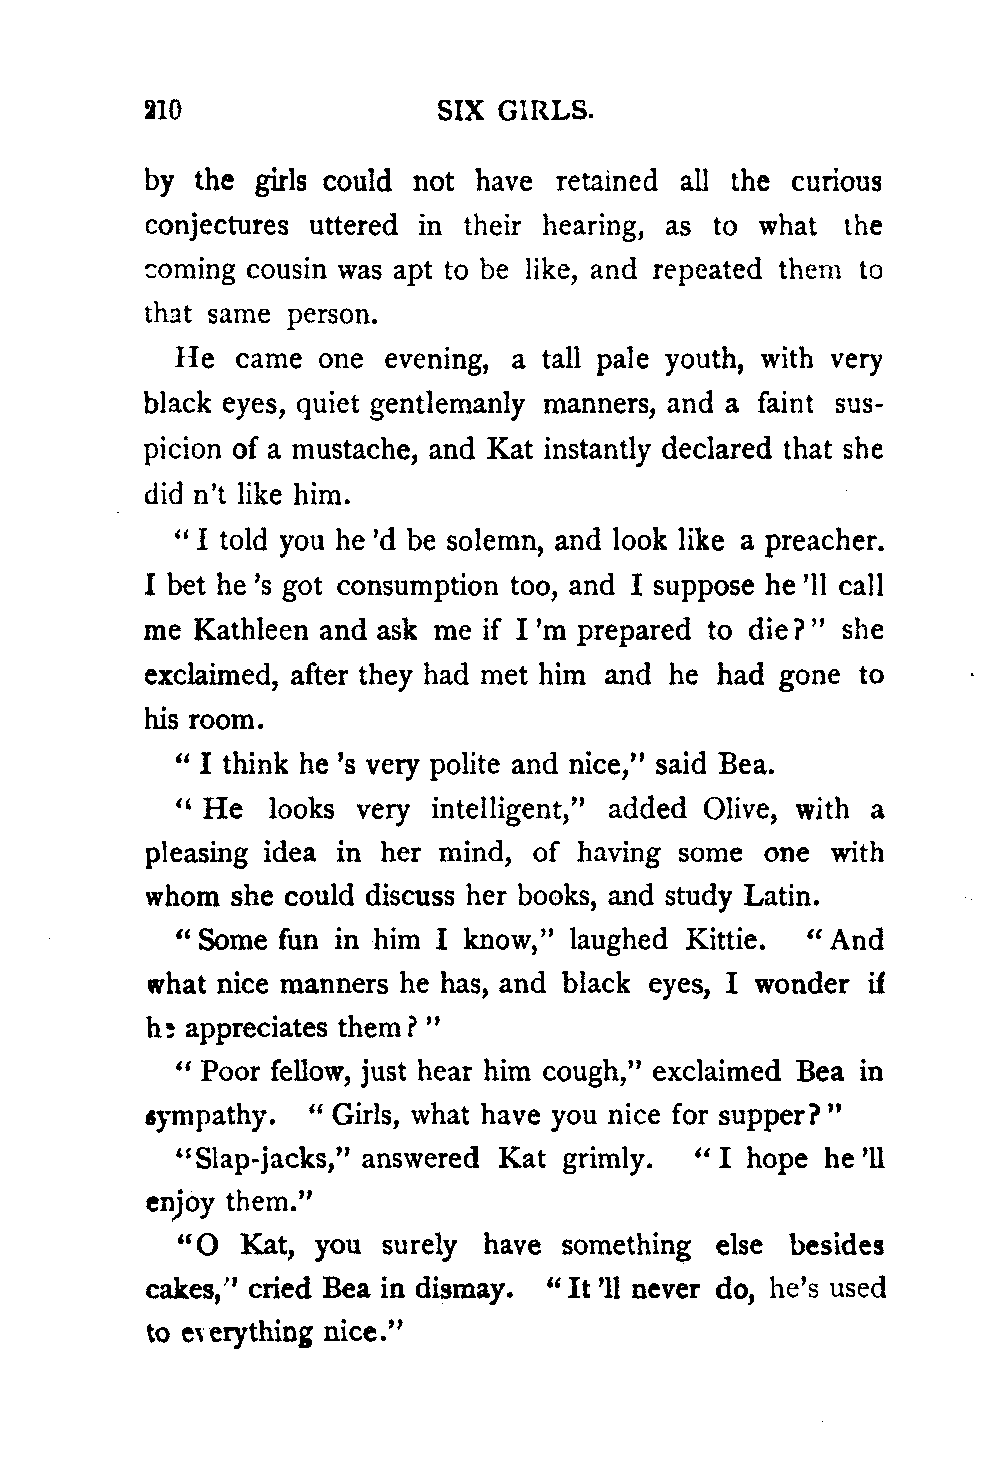 210 SIX GIRLS.
by the girls could not have retained all the curious
conjectures uttered in their hearing, as to what the
coming cousin was apt to be like, and repeated them to
that same person.
He came one evening, a tall pale youth, with very
black eyes, quiet gentlemanly manners, and a faint sus-
picion of a mustache, and Kat instantly declared that she
did n't like him.
"I told you he 'd be solemn, and look like a preacher.
I bet he 's got consumption too, and I suppose he 'll call
me Kathleen and ask me if I 'm prepared to die?" she
exclaimed, after they had met him and he had gone to
his room.
"I think he 's very polite and nice," said Bea.
"He looks very intelligent," added Olive, with a
pleasing idea in her mind, of having some one with
whom she could discuss her books, and study Latin.
"Some fun in him I know," laughed Kittie. "And
what nice manners he has, and black eyes, I wonder if
he appreciates them?"
"Poor fellow, just hear him cough," exclaimed Bea in
sympathy. "Girls, what have you nice for supper?"
"Slap-jacks," answered Kat grimly. "I hope he 'll
enjoy them."
"O Kat, you surely have something else besides
cakes," cried Bea in dismay. "It 'll never do, he's used
to everything nice."